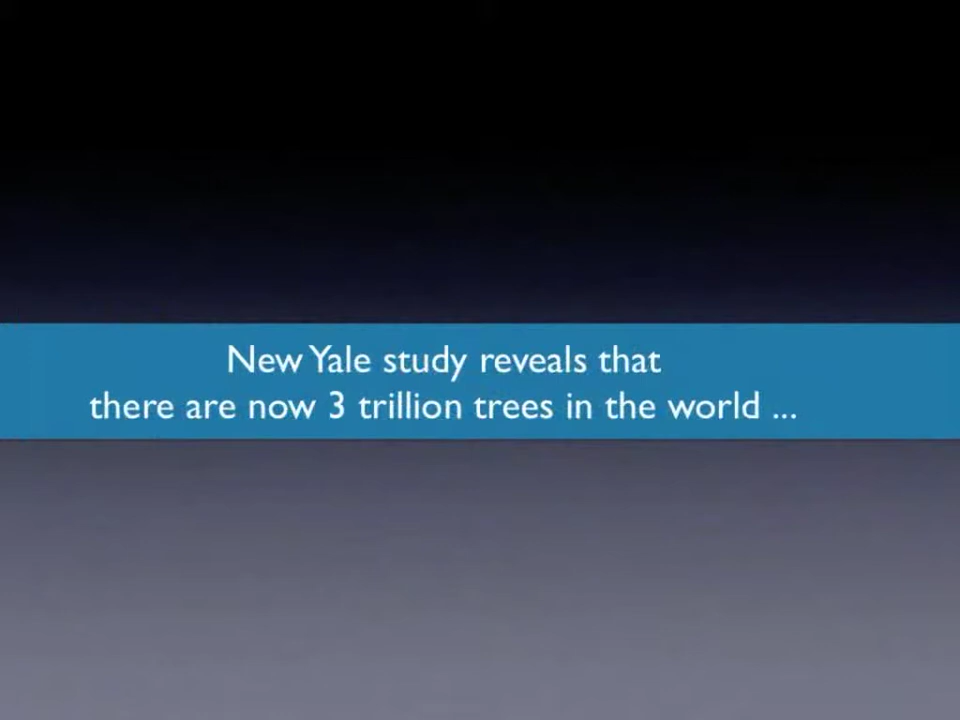 New Yale study reveals that
there are now 3 trillion trees in the world ...